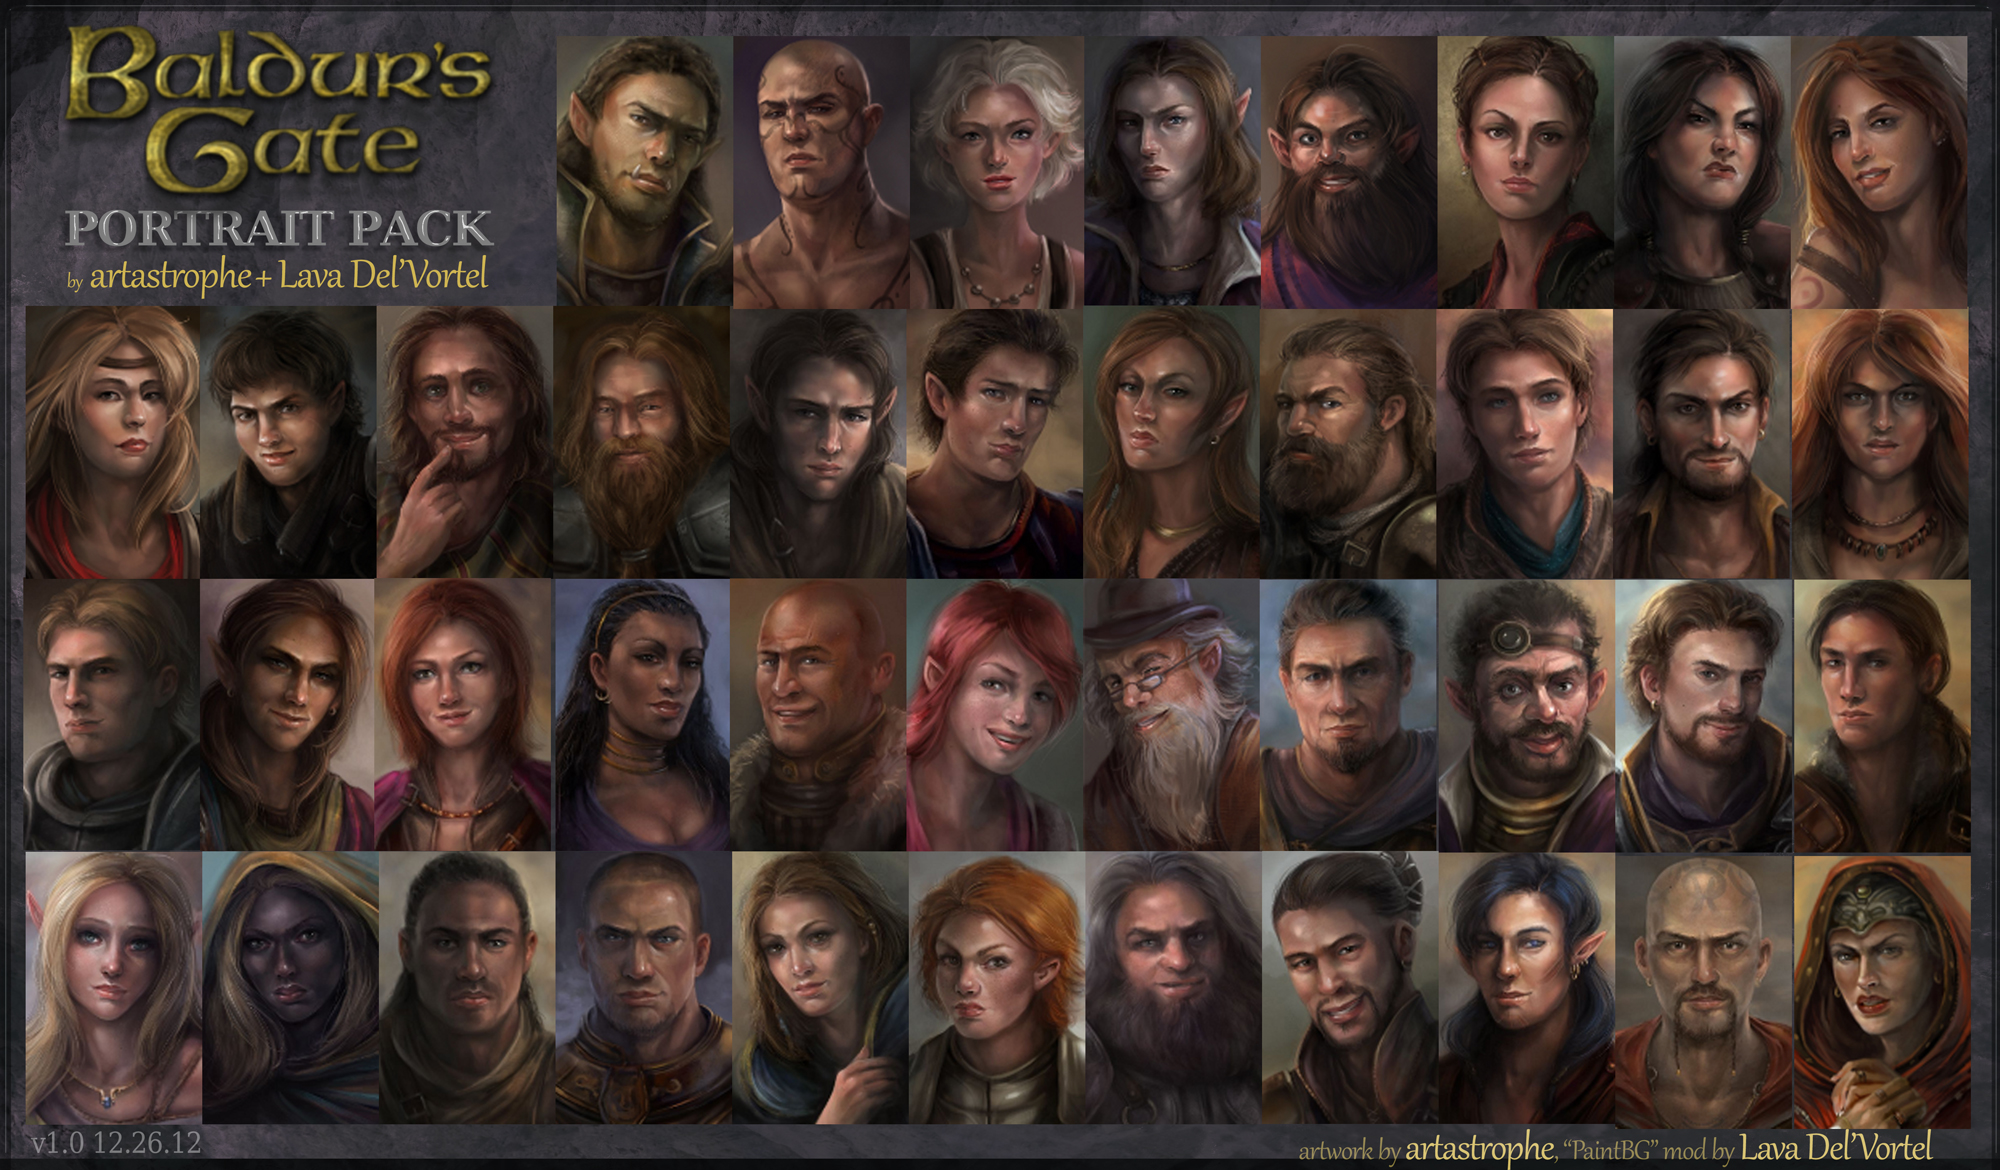 Baldur's
Gate
PORTRAIT PACK
by artastrophe + Lava Del'Vortel
v1.0 12.26.12
artwork by artastrophe, "PaintBG" mod by Lava Del'Vortel